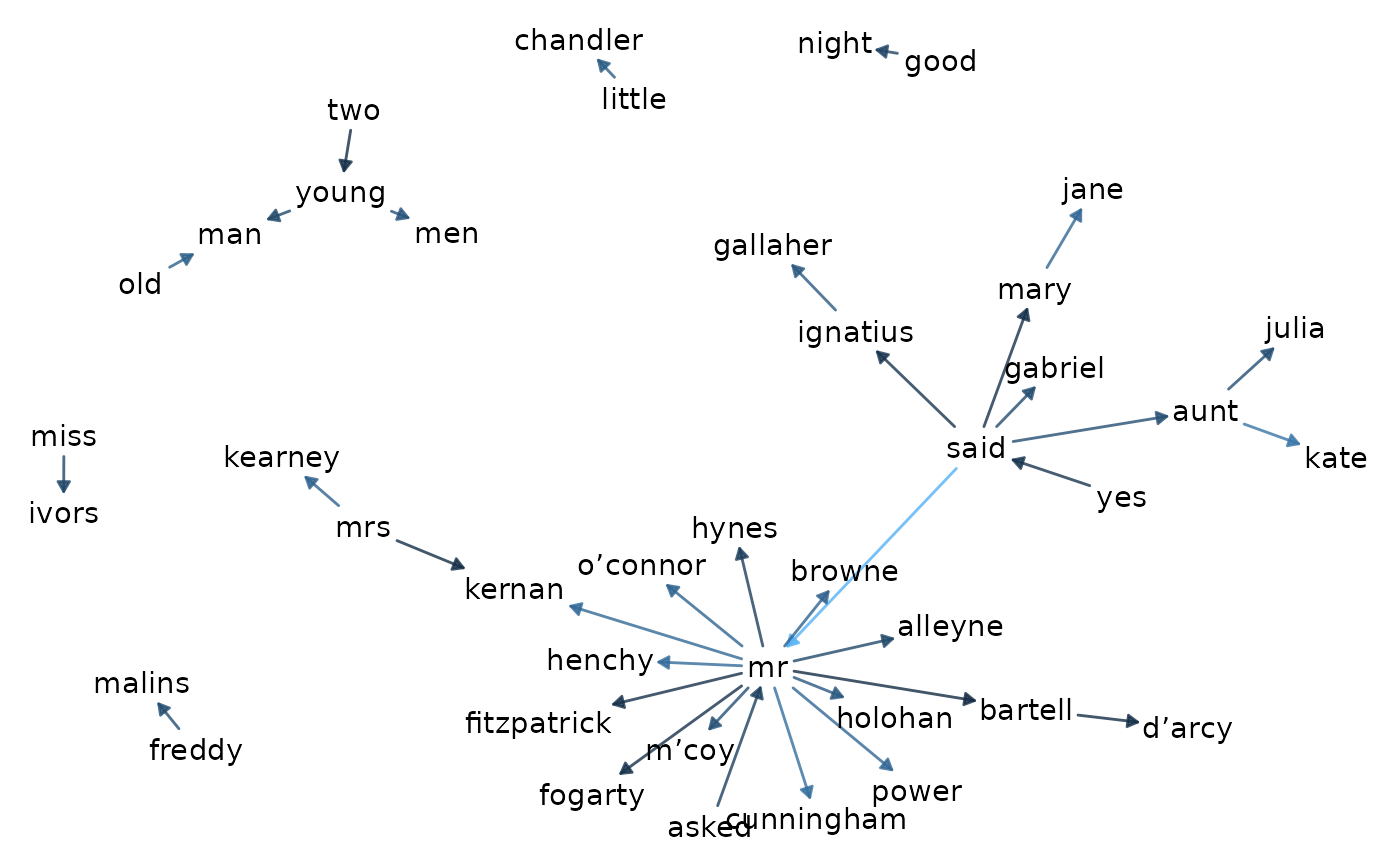 chandler
night
good
little
two
jane
young
man
men
gallaher
old
mary
ignatius
julia
gabriel
aunt
miss
said
kearney
kate
yes
ivors
mrs
hynes
o’connor
browne
kernan
alleyne
henchy
mr
malins
bartell
holohan
fitzpatrick
d’arcy
m’coy
freddy
power
fogarty
cunningham
asked